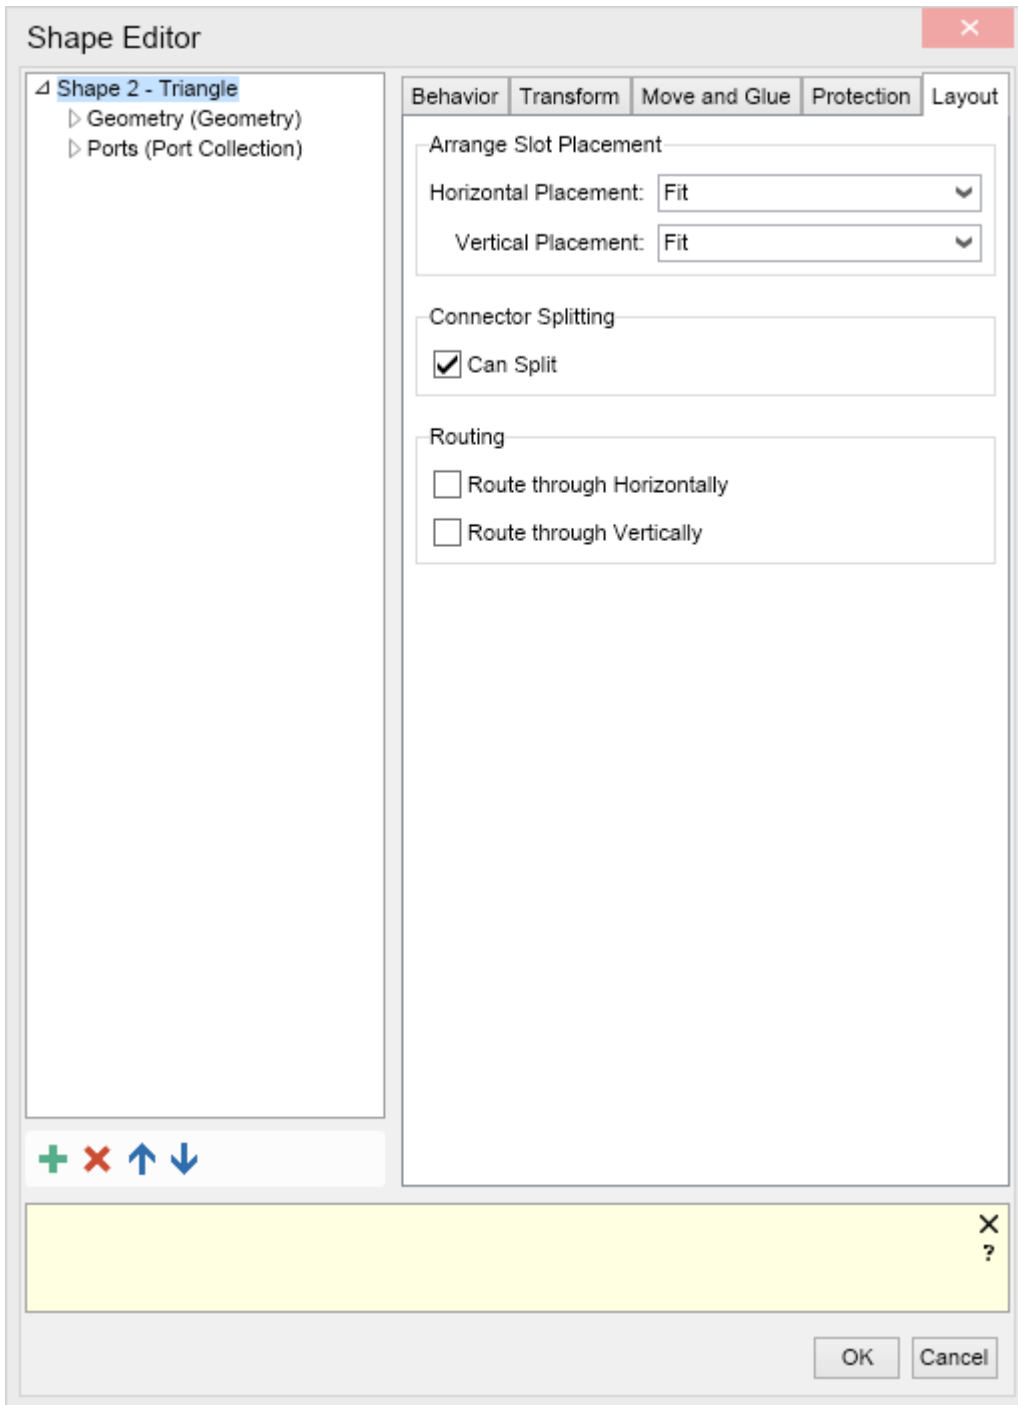 Shape Editor
Shape 2 - Triangle
Geometry (Geometry)
Ports (Port Collection)
Behavior Transform Move and Glue Protection Layout
Arrange Slot Placement
Horizontal Placement: Fit
Vertical Placement: Fit
Connector Splitting
Can Split
Routing
Route through Horizontally
Route through Vertically
?
OK Cancel